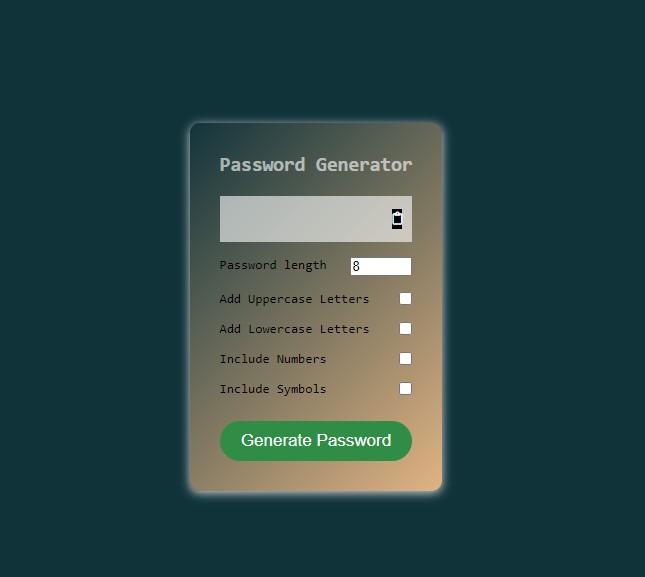 Password Generator
Password length 8
Add Uppercase Letters
Add Lowercase Letters
Include Numbers
Include Symbols
Generate Password